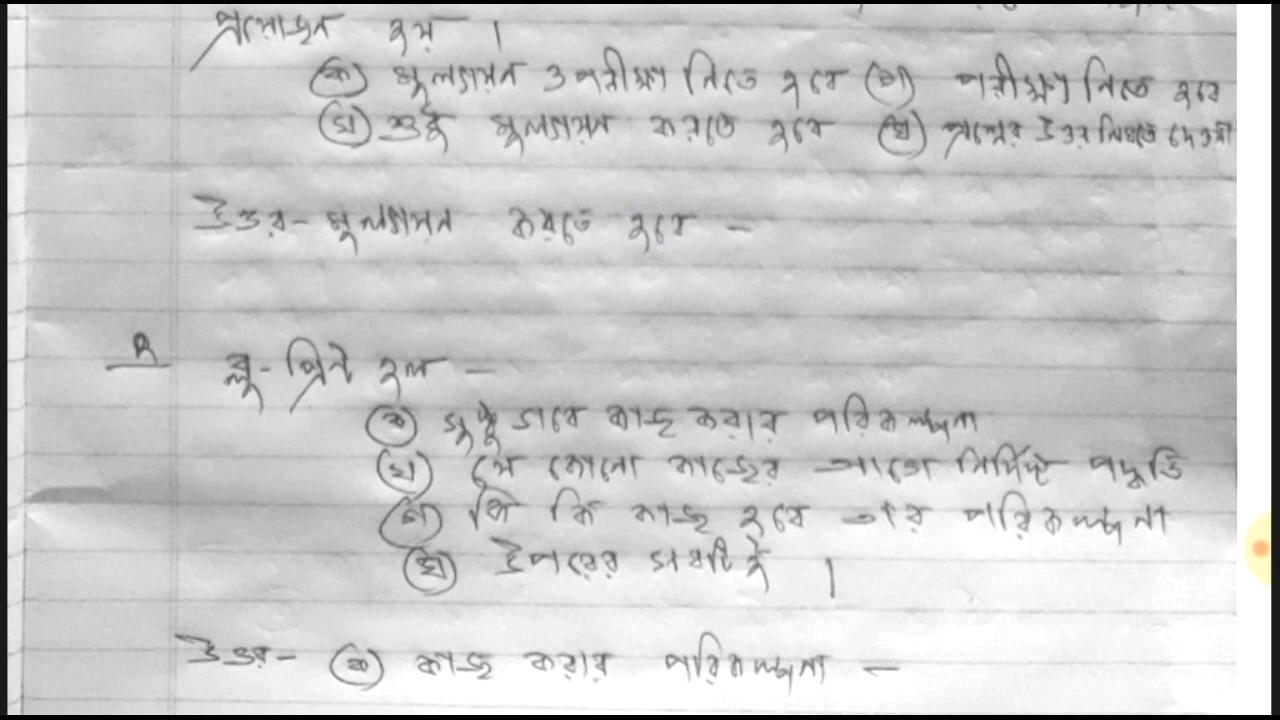 প্রয়োজন হয় ।
(ক) মূল্যায়ন ও পরীক্ষা নিতে হবে (গ) পরীক্ষা নিতে হবে
(খ) শুধু মূল্যায়ন করতে হবে (ঘ) প্রশ্নের উত্তর লিখতে দেওয়া
উত্তর- মূল্যায়ন করতে হবে -
ব্লু - প্রিন্ট হল -
(ক) সুষ্ঠু ভাবে কাজ করার পরিকল্পনা
(খ) যে কোনো কাজের আগে নির্দিষ্ট পদ্ধতি
(গ) কি কি কাজ হবে তার পরিকল্পনা
(ঘ) উপরের সবটিই ।
উত্তর- (ক) কাজ করার পরিকল্পনা -